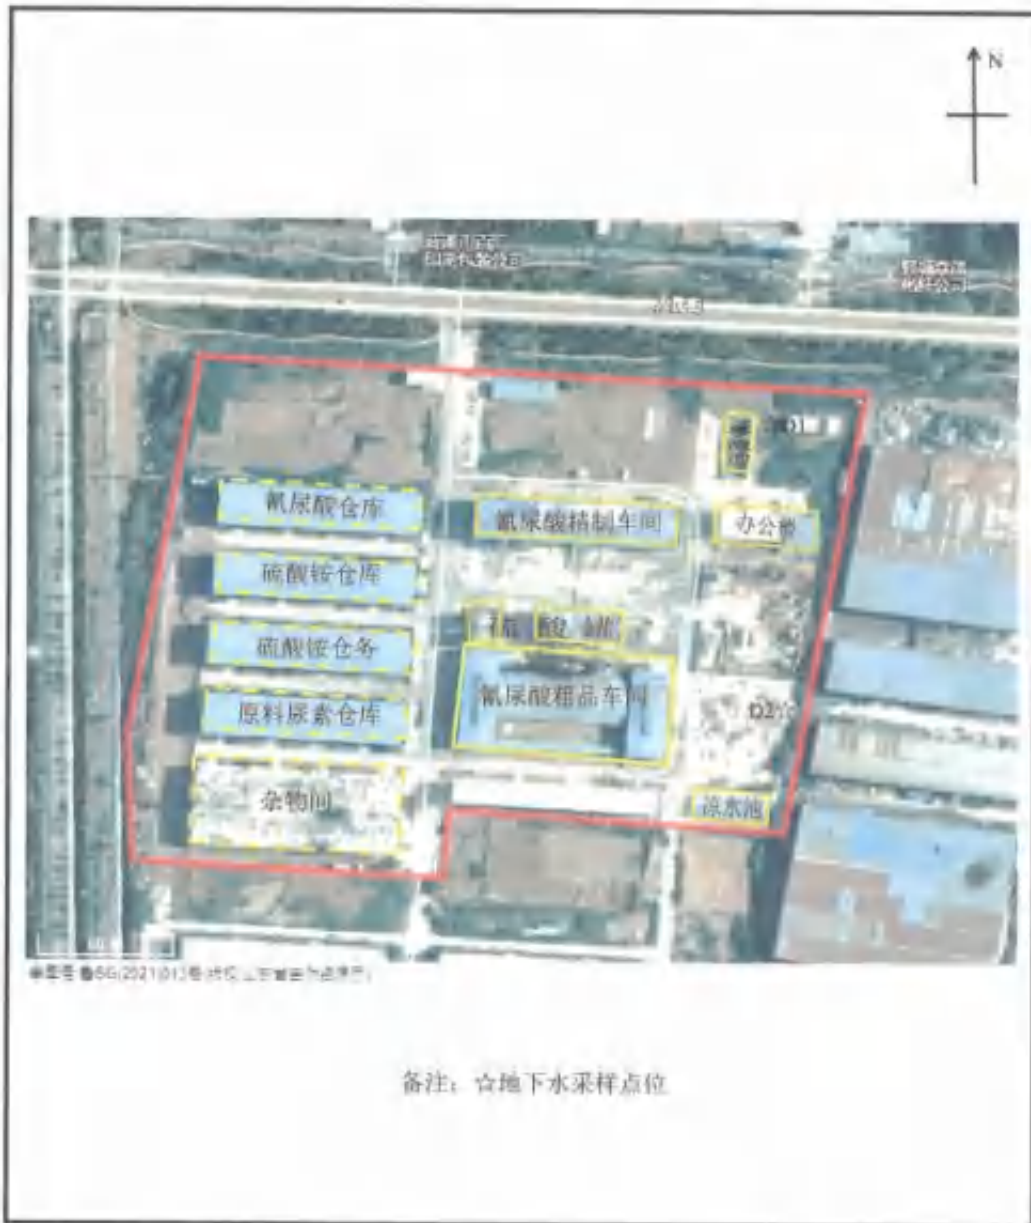 N
氰尿酸仓库
氰尿酸精制车间
办公楼
硫酸铵仓库
硫 酸 罐
硫酸铵仓务
氰尿酸粗品车间
原料尿素仓库
D2☆
杂物间
凉水池
备注：☆地下水采样点位